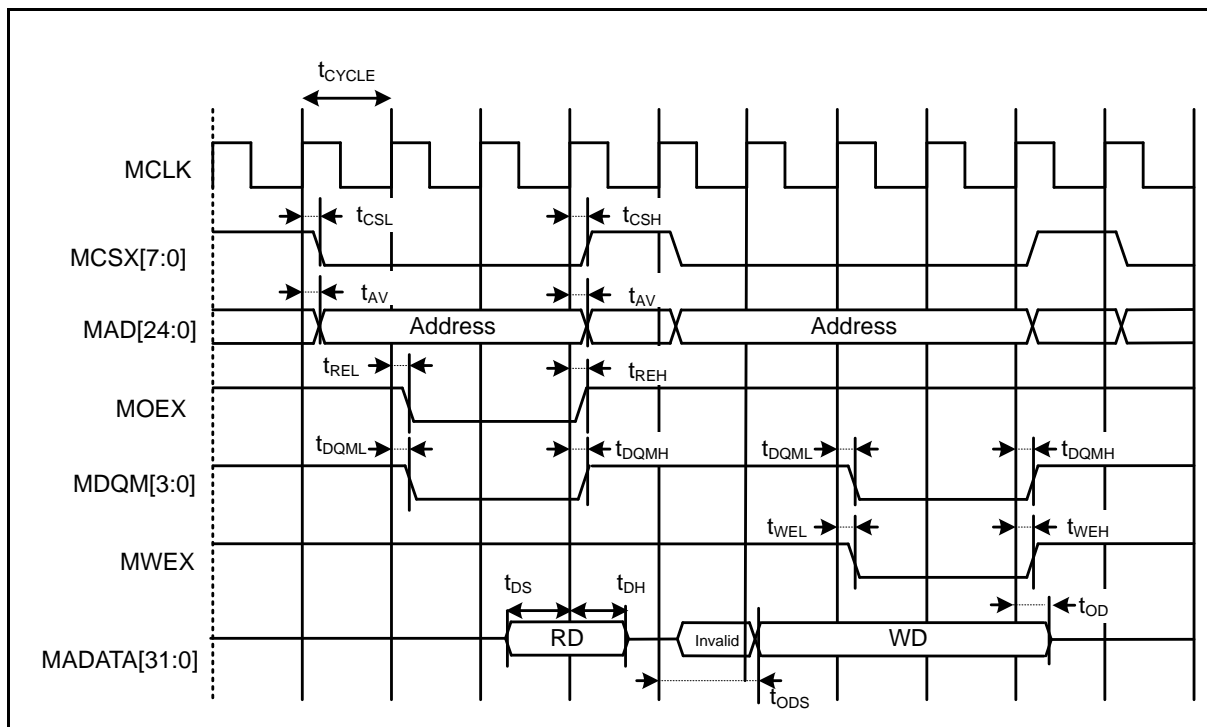 tCYCLE
MCLK
tCSL
tCSH
MCSX[7:0]
tAV
tAV
MAD[24:0]
Address
Address
tREL
tREH
MOEX
tDQML
tDQMH
tDQML
tDQMH
MDQM[3:0]
tWEL
tWEH
MWEX
tDS
tDH
tOD
RD
Invalid
WD
MADATA[31:0]
tODS